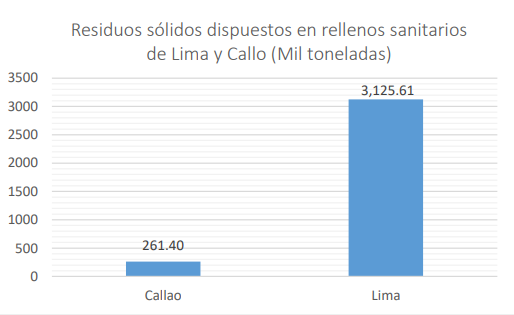 Residuos sólidos dispuestos en rellenos sanitarios
de Lima y Callo (Mil toneladas)
3500
3000
2500
2000
1500
1000
500
0
3,125.61
261.40
Callao
Lima